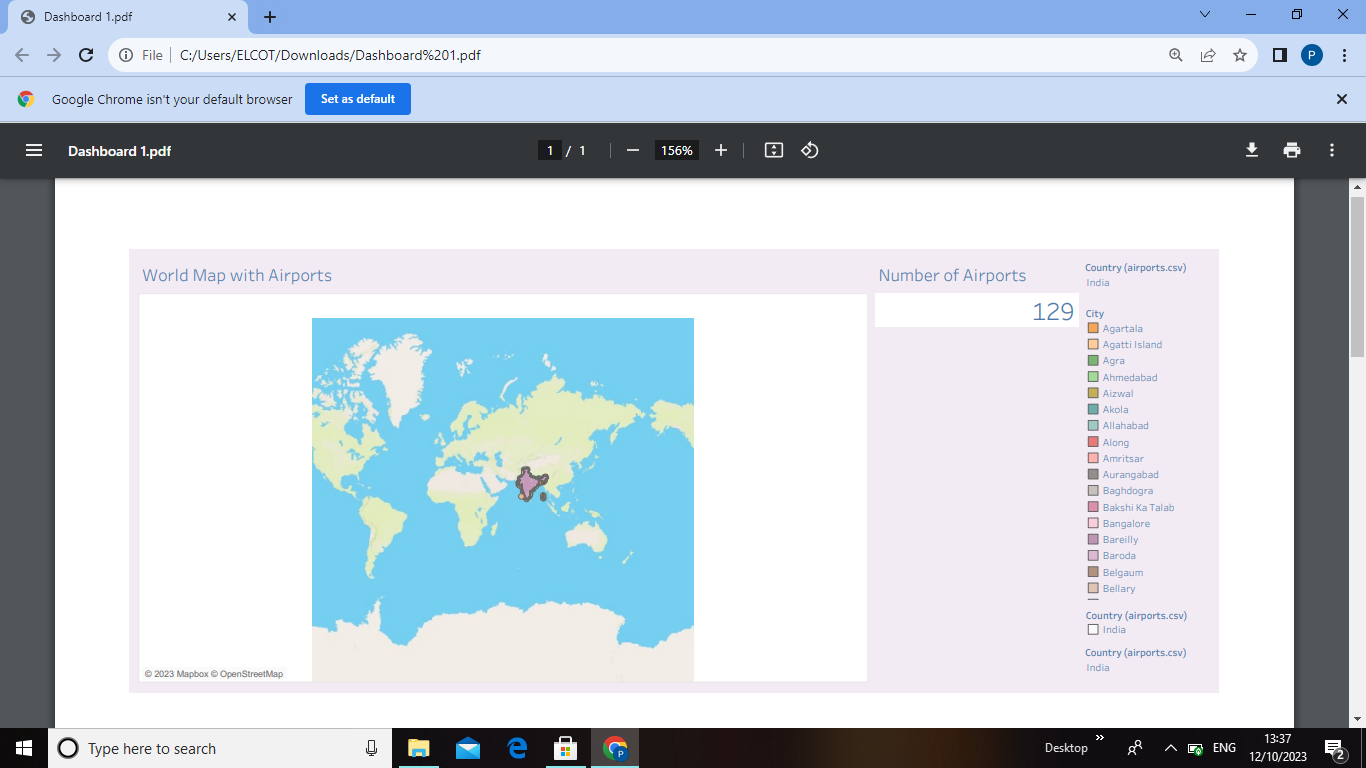 Dashboard 1.pdf
File
C:/Users/ELCOT/Downloads/Dashboard%201.pdf
P
Google Chrome isn't your default browser
Set as default
Dashboard 1.pdf
1 / 1
156%
World Map with Airports
© 2023 Mapbox © OpenStreetMap
Number of Airports
129
Country (airports.csv)
India
City
Agartala
Agatti Island
Agra
Ahmedabad
Aizwal
Akola
Allahabad
Along
Amritsar
Aurangabad
Baghdogra
Bakshi Ka Talab
Bangalore
Bareilly
Baroda
Belgaum
Bellary
Country (airports.csv)
India
Country (airports.csv)
India
Type here to search
P
Desktop
ENG
13:37
12/10/2023
2